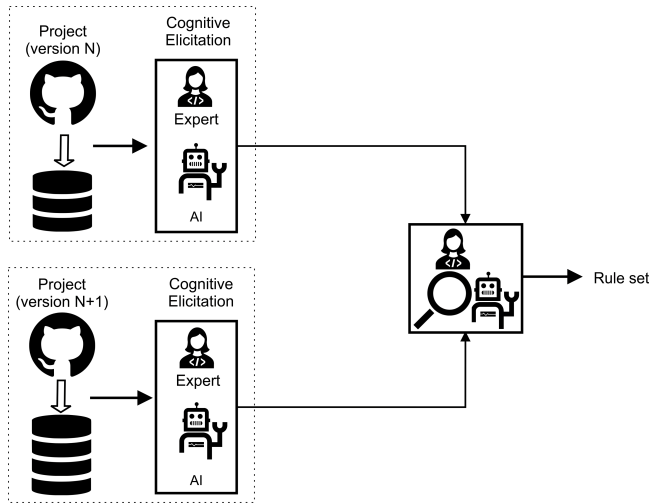 Project
(version N)
Cognitive
Elicitation
</>
Expert
AI
</>
Rule set
Project
(version N+1)
Cognitive
Elicitation
</>
Expert
AI